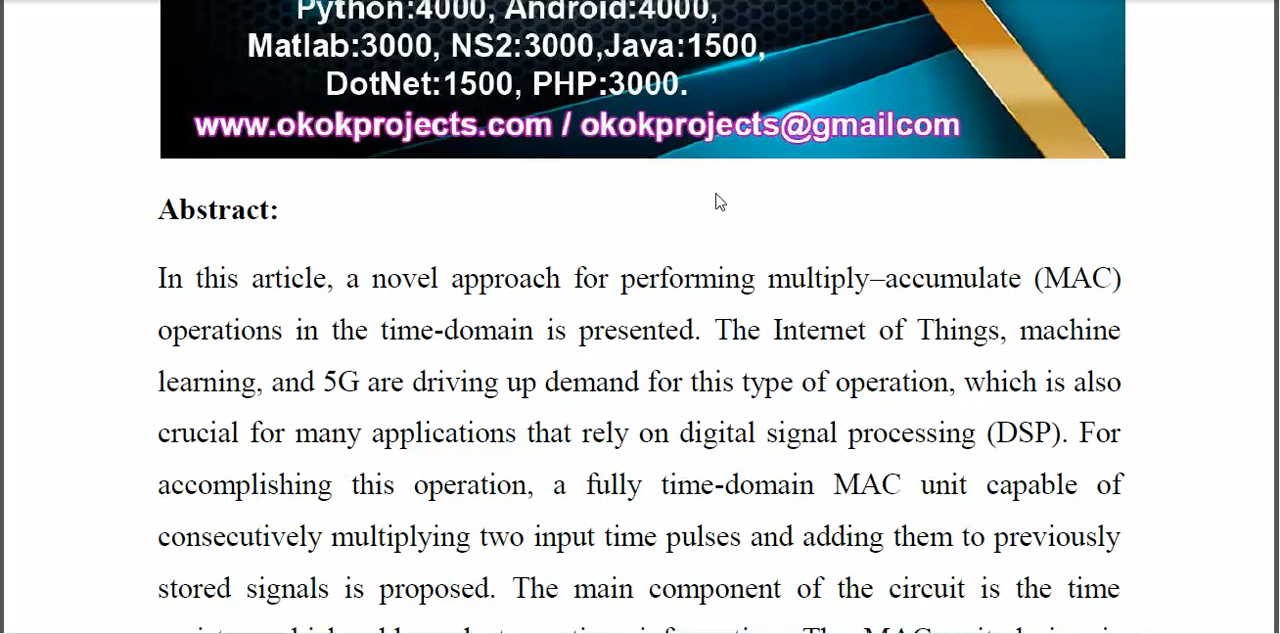 Python:4000, Android:4000,
Matlab:3000, NS2:3000,Java:1500,
DotNet:1500, PHP:3000.
www.okokprojects.com / okokprojects@gmailcom
Abstract:
In this article, a novel approach for performing multiply–accumulate (MAC)
operations in the time-domain is presented. The Internet of Things, machine
learning, and 5G are driving up demand for this type of operation, which is also
crucial for many applications that rely on digital signal processing (DSP). For
accomplishing this operation, a fully time-domain MAC unit capable of
consecutively multiplying two input time pulses and adding them to previously
stored signals is proposed. The main component of the circuit is the time